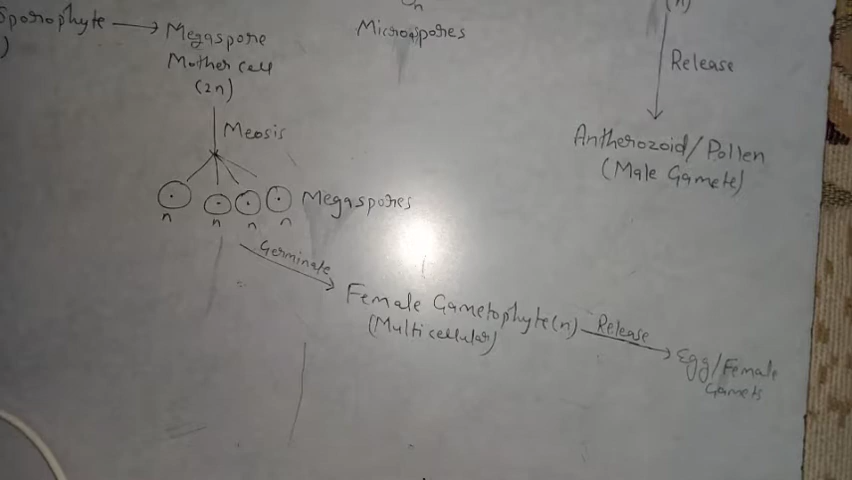 Sporophyte
Megaspore
Mother cell
(2n)
)
n
Microspores
(n)
Release
Antherozoid/Pollen
(Male Gamete)
Meosis
n n n n
Megaspores
Germinate
Female Gametophyte(n)
(Multicellular)
Release
Egg/Female
Gamets